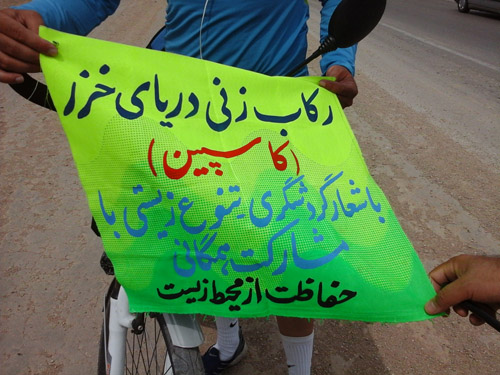 رکاب زنی دریای خزر
(کاسپین)
باشعار گردشگری تنوع زیستی با
مشارکت همگانی
حفاظت از محیط زیست